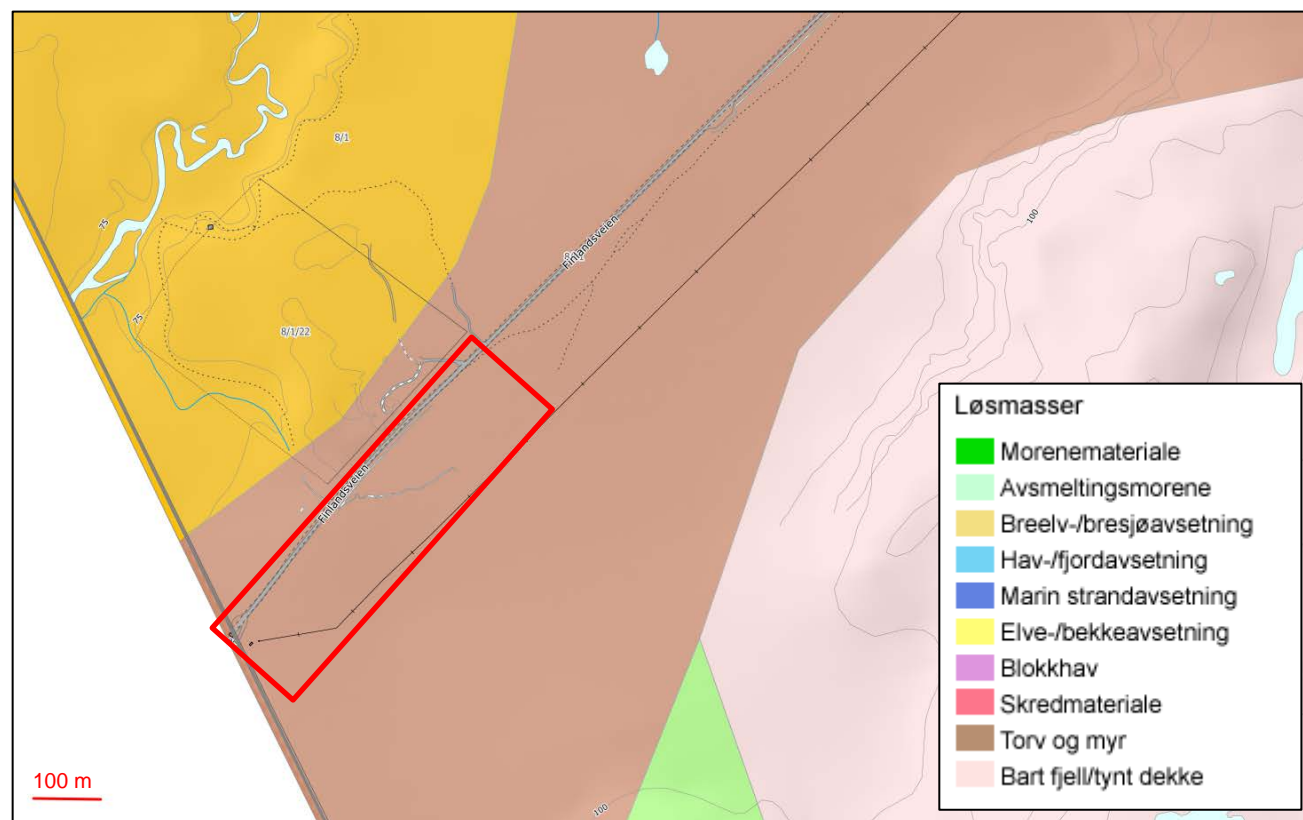 8/1
75
Finlandsveien
100
75
8/1/22
Finlandsveien
100 m
100
Løsmasser
Morenemateriale
Avsmeltingsmorene
Breelv-/bresjøavsetning
Hav-/fjordavsetning
Marin strandavsetning
Elve-/bekkeavsetning
Blokkhav
Skredmateriale
Torv og myr
Bart fjell/tynt dekke